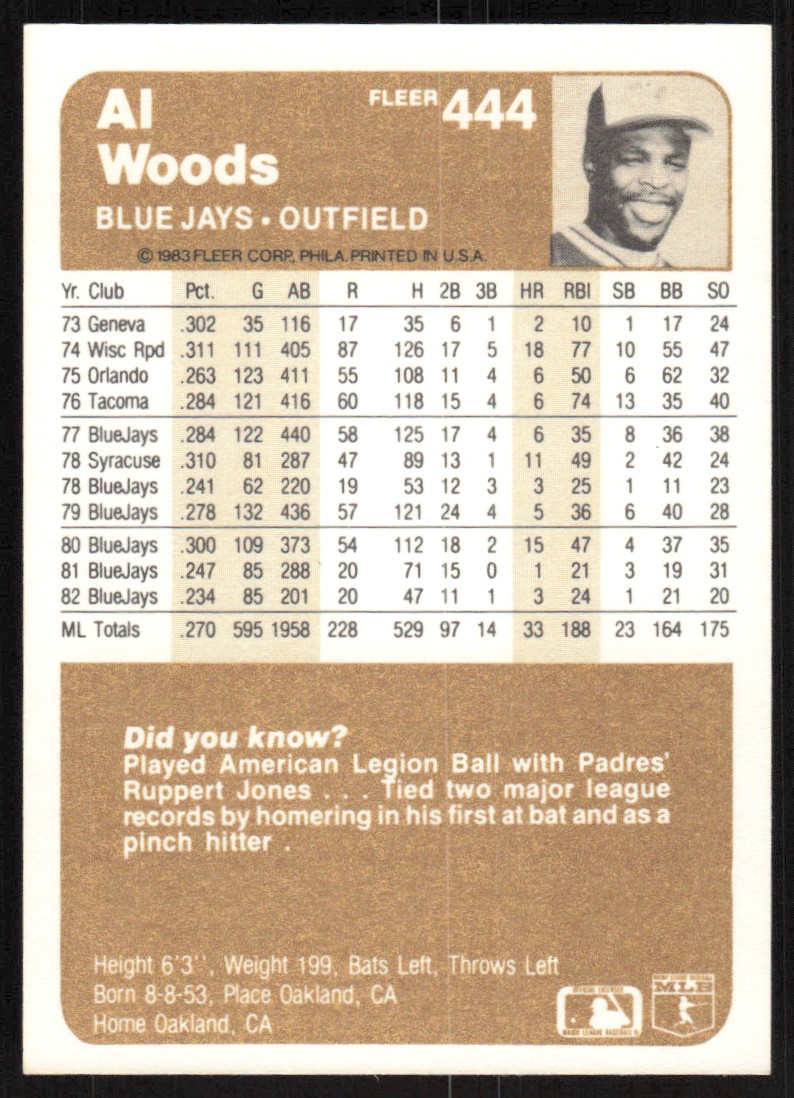 Al
Woods
FLEER 444
BLUE JAYS • OUTFIELD
© 1983 FLEER CORP., PHILA. PRINTED IN U.S.A.
Yr. Club Pct. G AB R H 2B 3B HR RBI SB BB SO
73 Geneva .302 35 116 17 35 6 1 2 10 1 17 24
74 Wisc Rpd .311 111 405 87 126 17 5 18 77 10 55 47
75 Orlando .263 123 411 55 108 11 4 6 50 6 62 32
76 Tacoma .284 121 416 60 118 15 4 6 74 13 35 40
77 BlueJays .284 122 440 58 125 17 4 6 35 8 36 38
78 Syracuse .310 81 287 47 89 13 1 11 49 2 42 24
78 BlueJays .241 62 220 19 53 12 3 3 25 1 11 23
79 BlueJays .278 132 436 57 121 24 4 5 36 6 40 28
80 BlueJays .300 109 373 54 112 18 2 15 47 4 37 35
81 BlueJays .247 85 288 20 71 15 0 1 21 3 19 31
82 BlueJays .234 85 201 20 47 11 1 3 24 1 21 20
ML Totals .270 595 1958 228 529 97 14 33 188 23 164 175
Did you know?
Played American Legion Ball with Padres'
Ruppert Jones . . . Tied two major league
records by homering in his first at bat and as a
pinch hitter .
Height 6'3'', Weight 199, Bats Left, Throws Left
Born 8-8-53, Place Oakland, CA
Home Oakland, CA
MLB